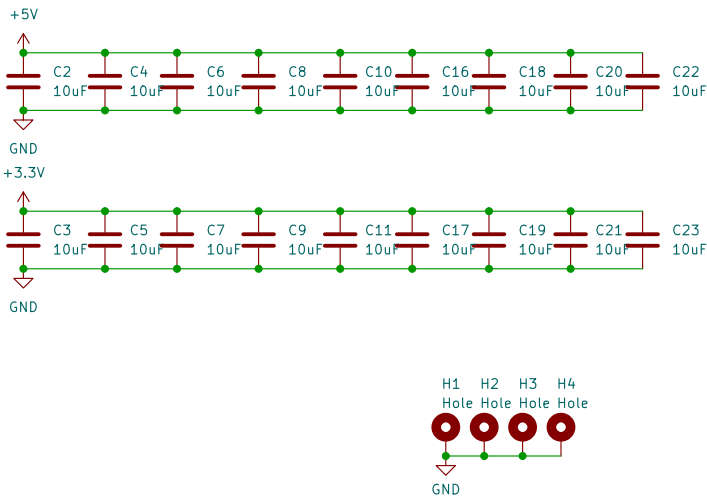 +5V
C2 C4 C6 C8 C10 C16 C18 C20 C22
10uF 10uF 10uF 10uF 10uF 10uF 10uF 10uF 10uF
GND
+3.3V
C3 C5 C7 C9 C11 C17 C19 C21 C23
10uF 10uF 10uF 10uF 10uF 10uF 10uF 10uF 10uF
GND
H1 H2 H3 H4
Hole Hole Hole Hole
GND